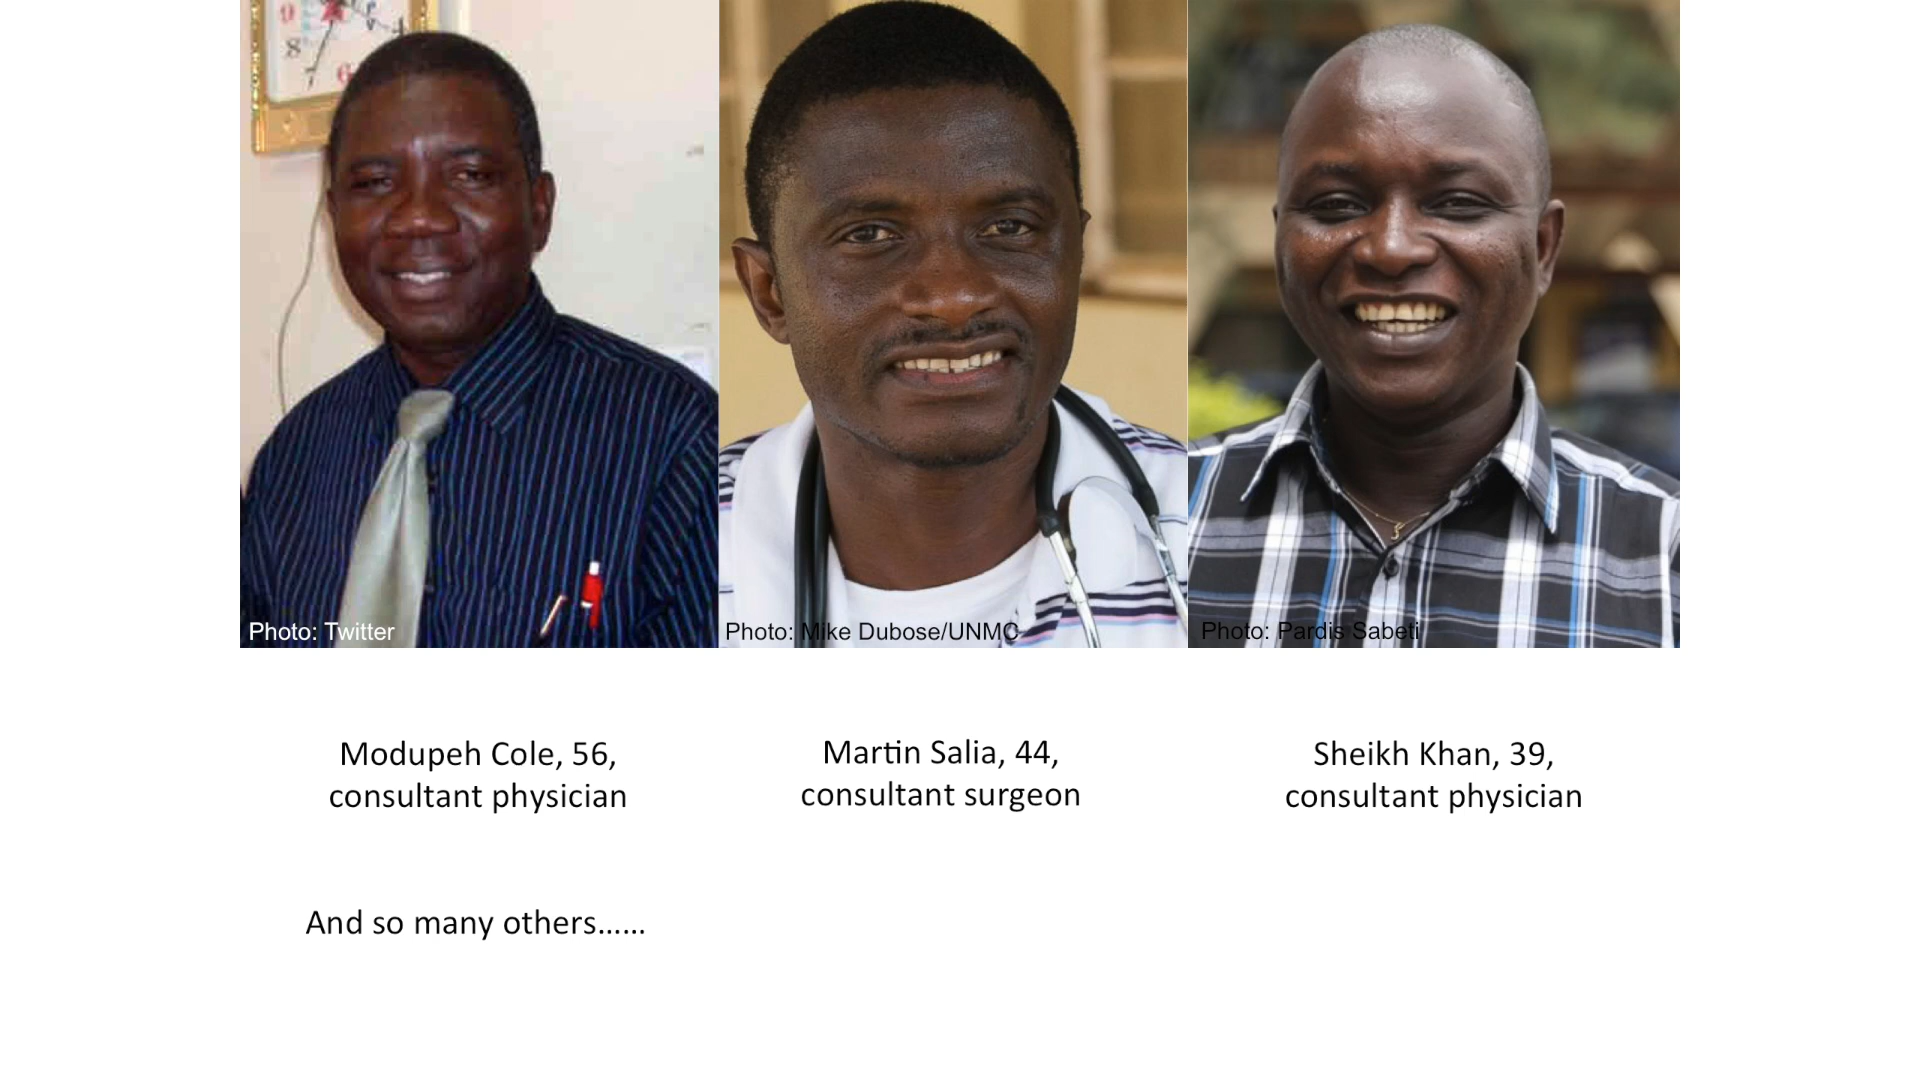 Photo: Twitter
Photo: Mike Dubose/UNMC
Photo: Pardis Sabeti
Modupeh Cole, 56,
consultant physician
Martin Salia, 44,
consultant surgeon
Sheikh Khan, 39,
consultant physician
And so many others......